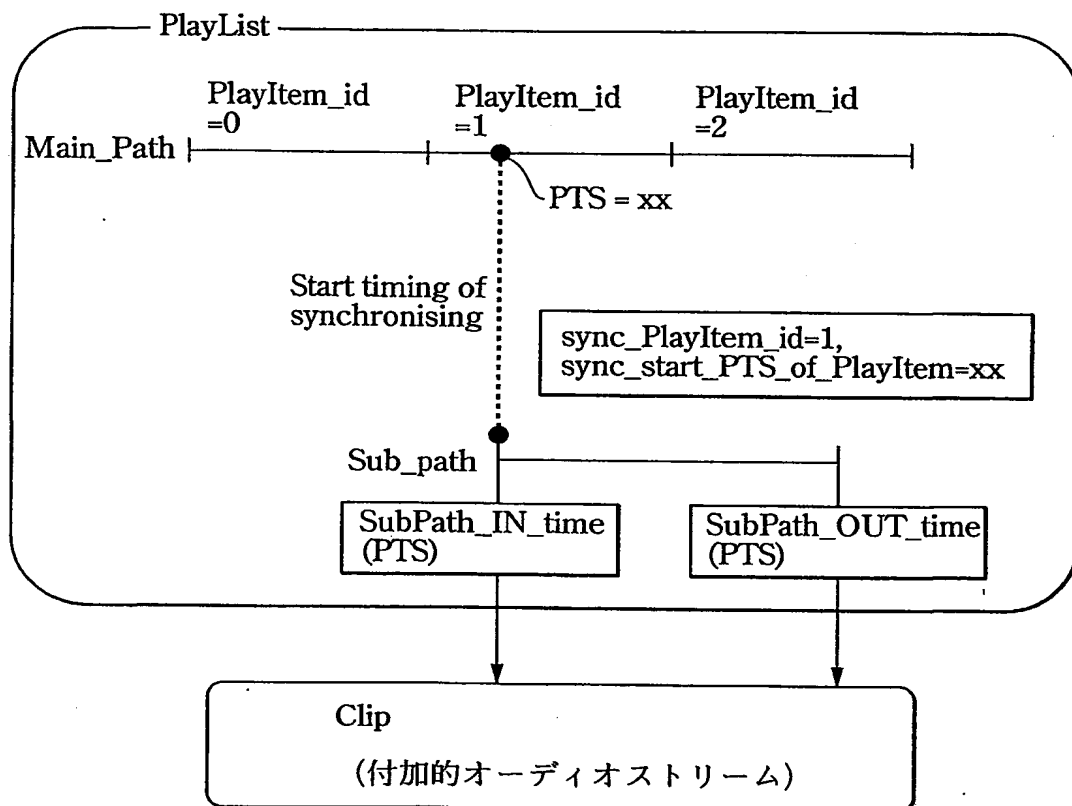 PlayList
PlayItem_id
=0
PlayItem_id
=1
PlayItem_id
=2
Main_Path
PTS = xx
Start timing of
synchronising
sync_PlayItem_id=1,
sync_start_PTS_of_PlayItem=xx
Sub_path
SubPath_IN_time
(PTS)
SubPath_OUT_time
(PTS)
Clip
(付加的オーディオストリーム)